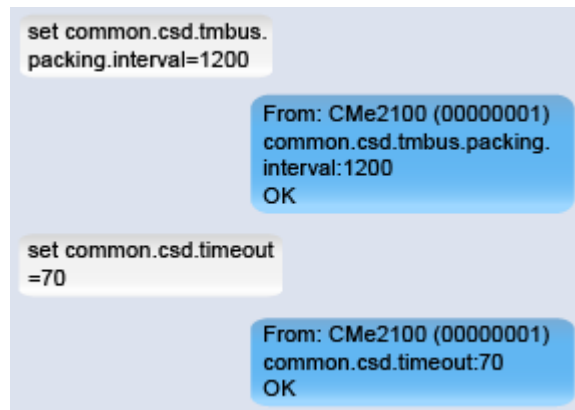 set common.csd.tmbus.
packing.interval=1200
From: CMe2100 (00000001)
common.csd.tmbus.packing.
interval:1200
OK
set common.csd.timeout
=70
From: CMe2100 (00000001)
common.csd.timeout:70
OK